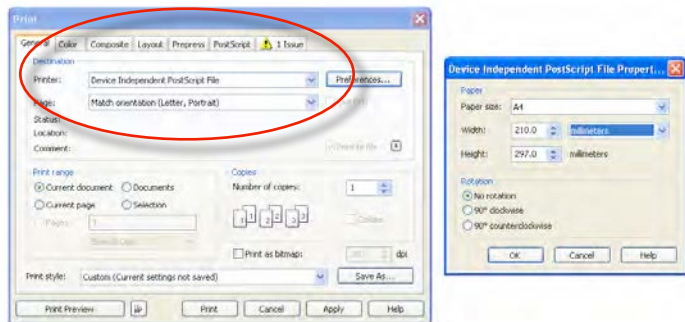 Print
General Color Composite Layout Prepress PostScript 1 Issue
Destination
Printer: Device Independent PostScript File Preferences...
Page: Match orientation (Letter, Portrait)
Status:
Location:
Comment:
Print range
Current document Documents
Current page Selection
Pages: 1
Copies
Number of copies: 1
Print as bitmap: dpi
Print style: Custom (Current settings not saved) Save As...
Print Preview Print Cancel Apply Help
Device Independent PostScript File Propert...
Paper
Paper size: A4
Width: 210.0 millimeters
Height: 297.0 millimeters
Rotation
No rotation
90° clockwise
90° counterclockwise
OK Cancel Help